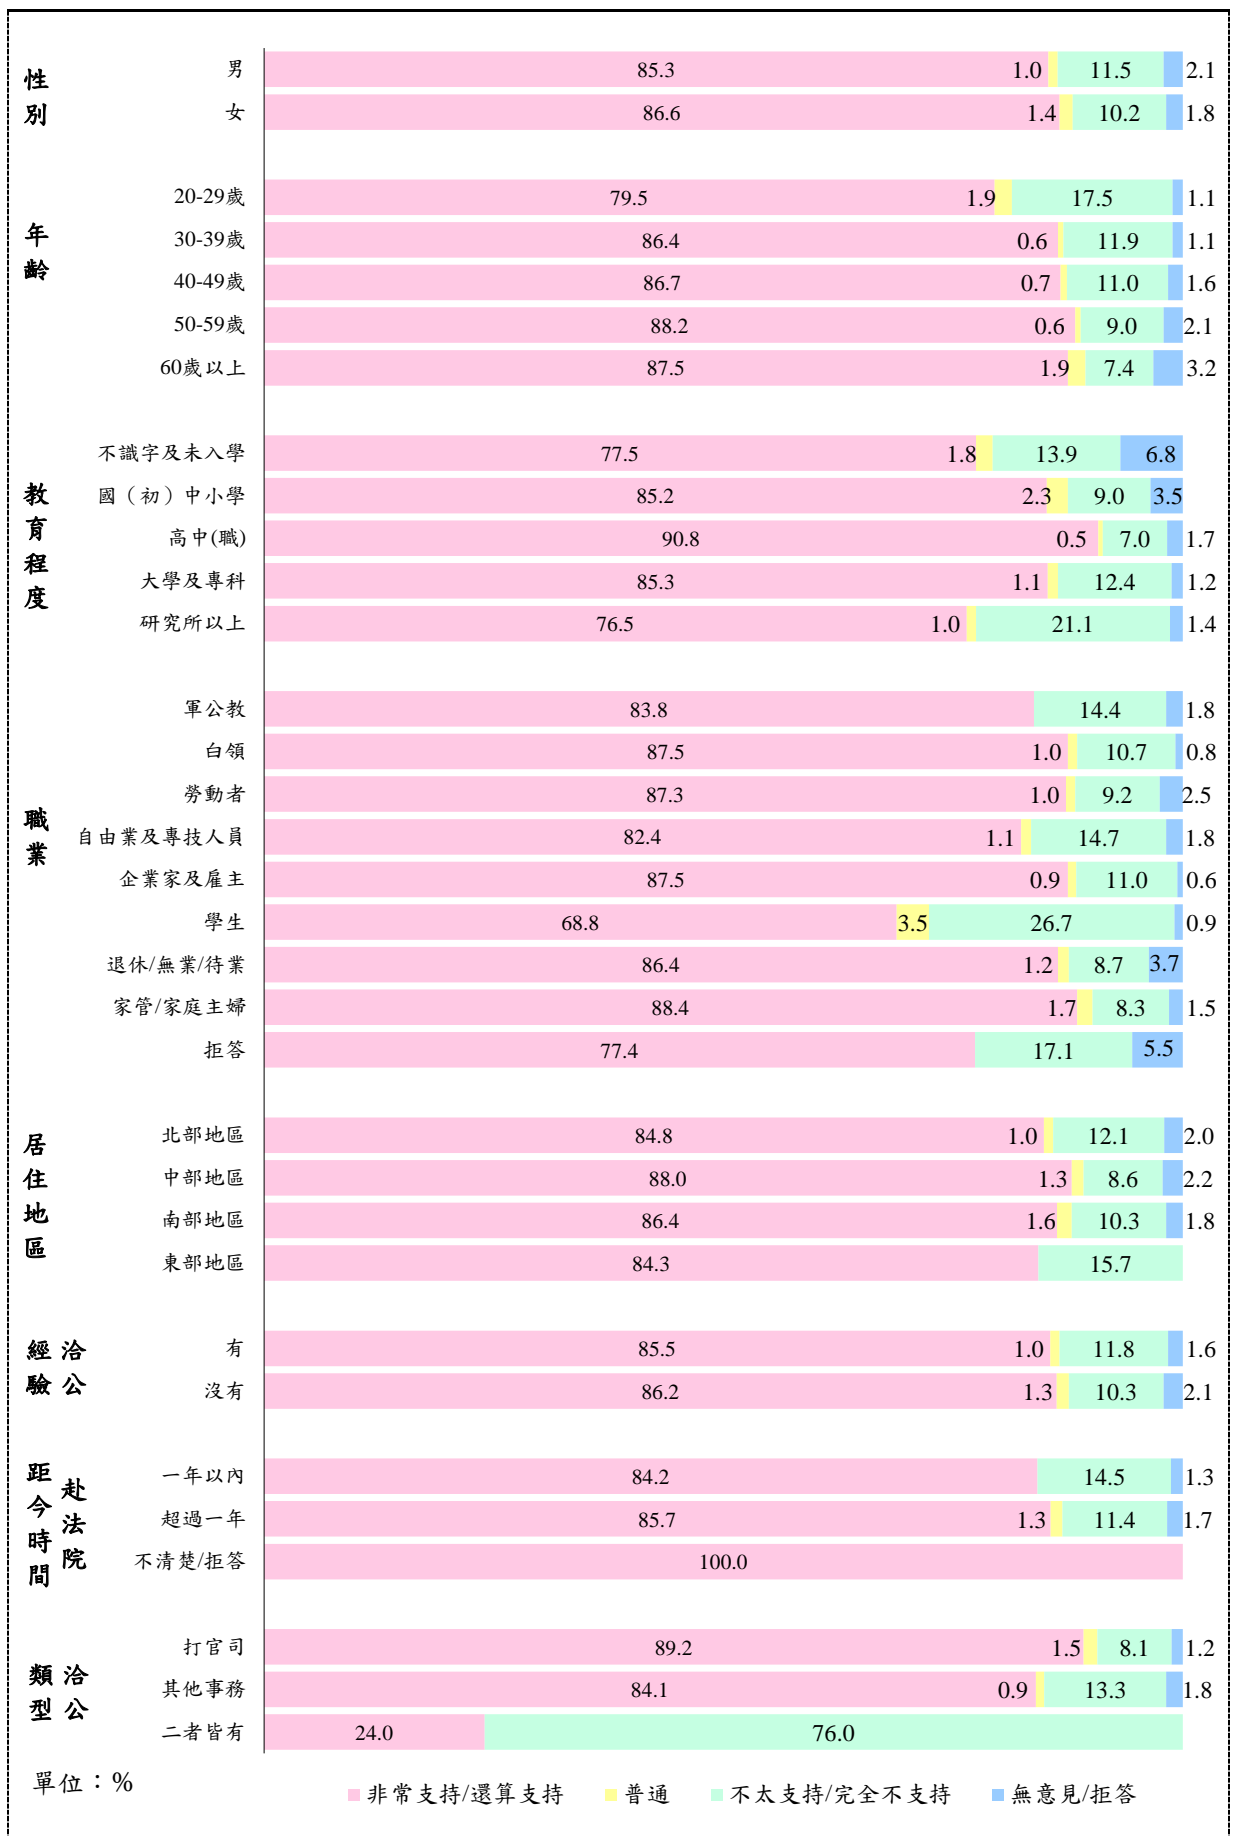 性別
男 85.3 1.0 11.5 2.1
女 86.6 1.4 10.2 1.8
年齡
20-29歲 79.5 1.9 17.5 1.1
30-39歲 86.4 0.6 11.9 1.1
40-49歲 86.7 0.7 11.0 1.6
50-59歲 88.2 0.6 9.0 2.1
60歲以上 87.5 1.9 7.4 3.2
教育程度
不識字及未入學 77.5 1.8 13.9 6.8
國（初）中小學 85.2 2.3 9.0 3.5
高中(職) 90.8 0.5 7.0 1.7
大學及專科 85.3 1.1 12.4 1.2
研究所以上 76.5 1.0 21.1 1.4
職業
軍公教 83.8 14.4 1.8
白領 87.5 1.0 10.7 0.8
勞動者 87.3 1.0 9.2 2.5
自由業及專技人員 82.4 1.1 14.7 1.8
企業家及雇主 87.5 0.9 11.0 0.6
學生 68.8 3.5 26.7 0.9
退休/無業/待業 86.4 1.2 8.7 3.7
家管/家庭主婦 88.4 1.7 8.3 1.5
拒答 77.4 17.1 5.5
居住地區
北部地區 84.8 1.0 12.1 2.0
中部地區 88.0 1.3 8.6 2.2
南部地區 86.4 1.6 10.3 1.8
東部地區 84.3 15.7
洽公經驗
有 85.5 1.0 11.8 1.6
沒有 86.2 1.3 10.3 2.1
赴法院距今時間
一年以內 84.2 14.5 1.3
超過一年 85.7 1.3 11.4 1.7
不清楚/拒答 100.0
洽公類型
打官司 89.2 1.5 8.1 1.2
其他事務 84.1 0.9 13.3 1.8
二者皆有 24.0 76.0
單位：%
非常支持/還算支持 普通 不太支持/完全不支持 無意見/拒答